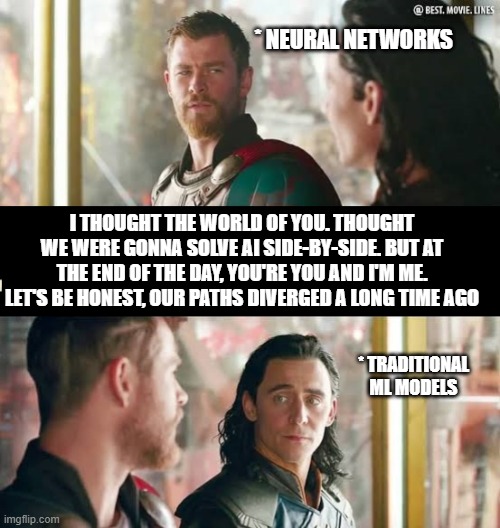 @ BEST. MOVIE. LINES
* NEURAL NETWORKS
I THOUGHT THE WORLD OF YOU. THOUGHT
WE WERE GONNA SOLVE AI SIDE-BY-SIDE. BUT AT
THE END OF THE DAY, YOU'RE YOU AND I'M ME.
LET'S BE HONEST, OUR PATHS DIVERGED A LONG TIME AGO
* TRADITIONAL
ML MODELS
imgflip.com